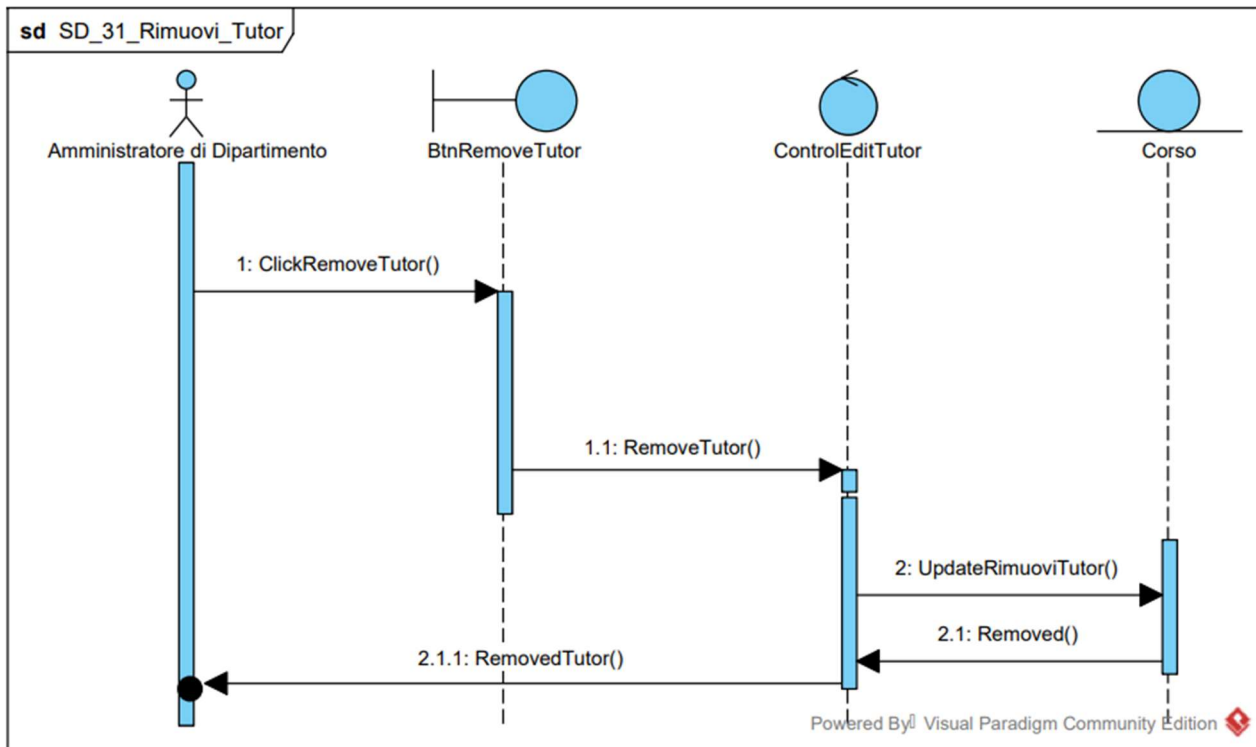 sd SD_31_Rimuovi_Tutor
Amministratore di Dipartimento
BtnRemoveTutor
ControlEditTutor
Corso
1: ClickRemoveTutor()
1.1: RemoveTutor()
2: UpdateRimuoviTutor()
2.1: Removed()
2.1.1: RemovedTutor()
Powered By Visual Paradigm Community Edition